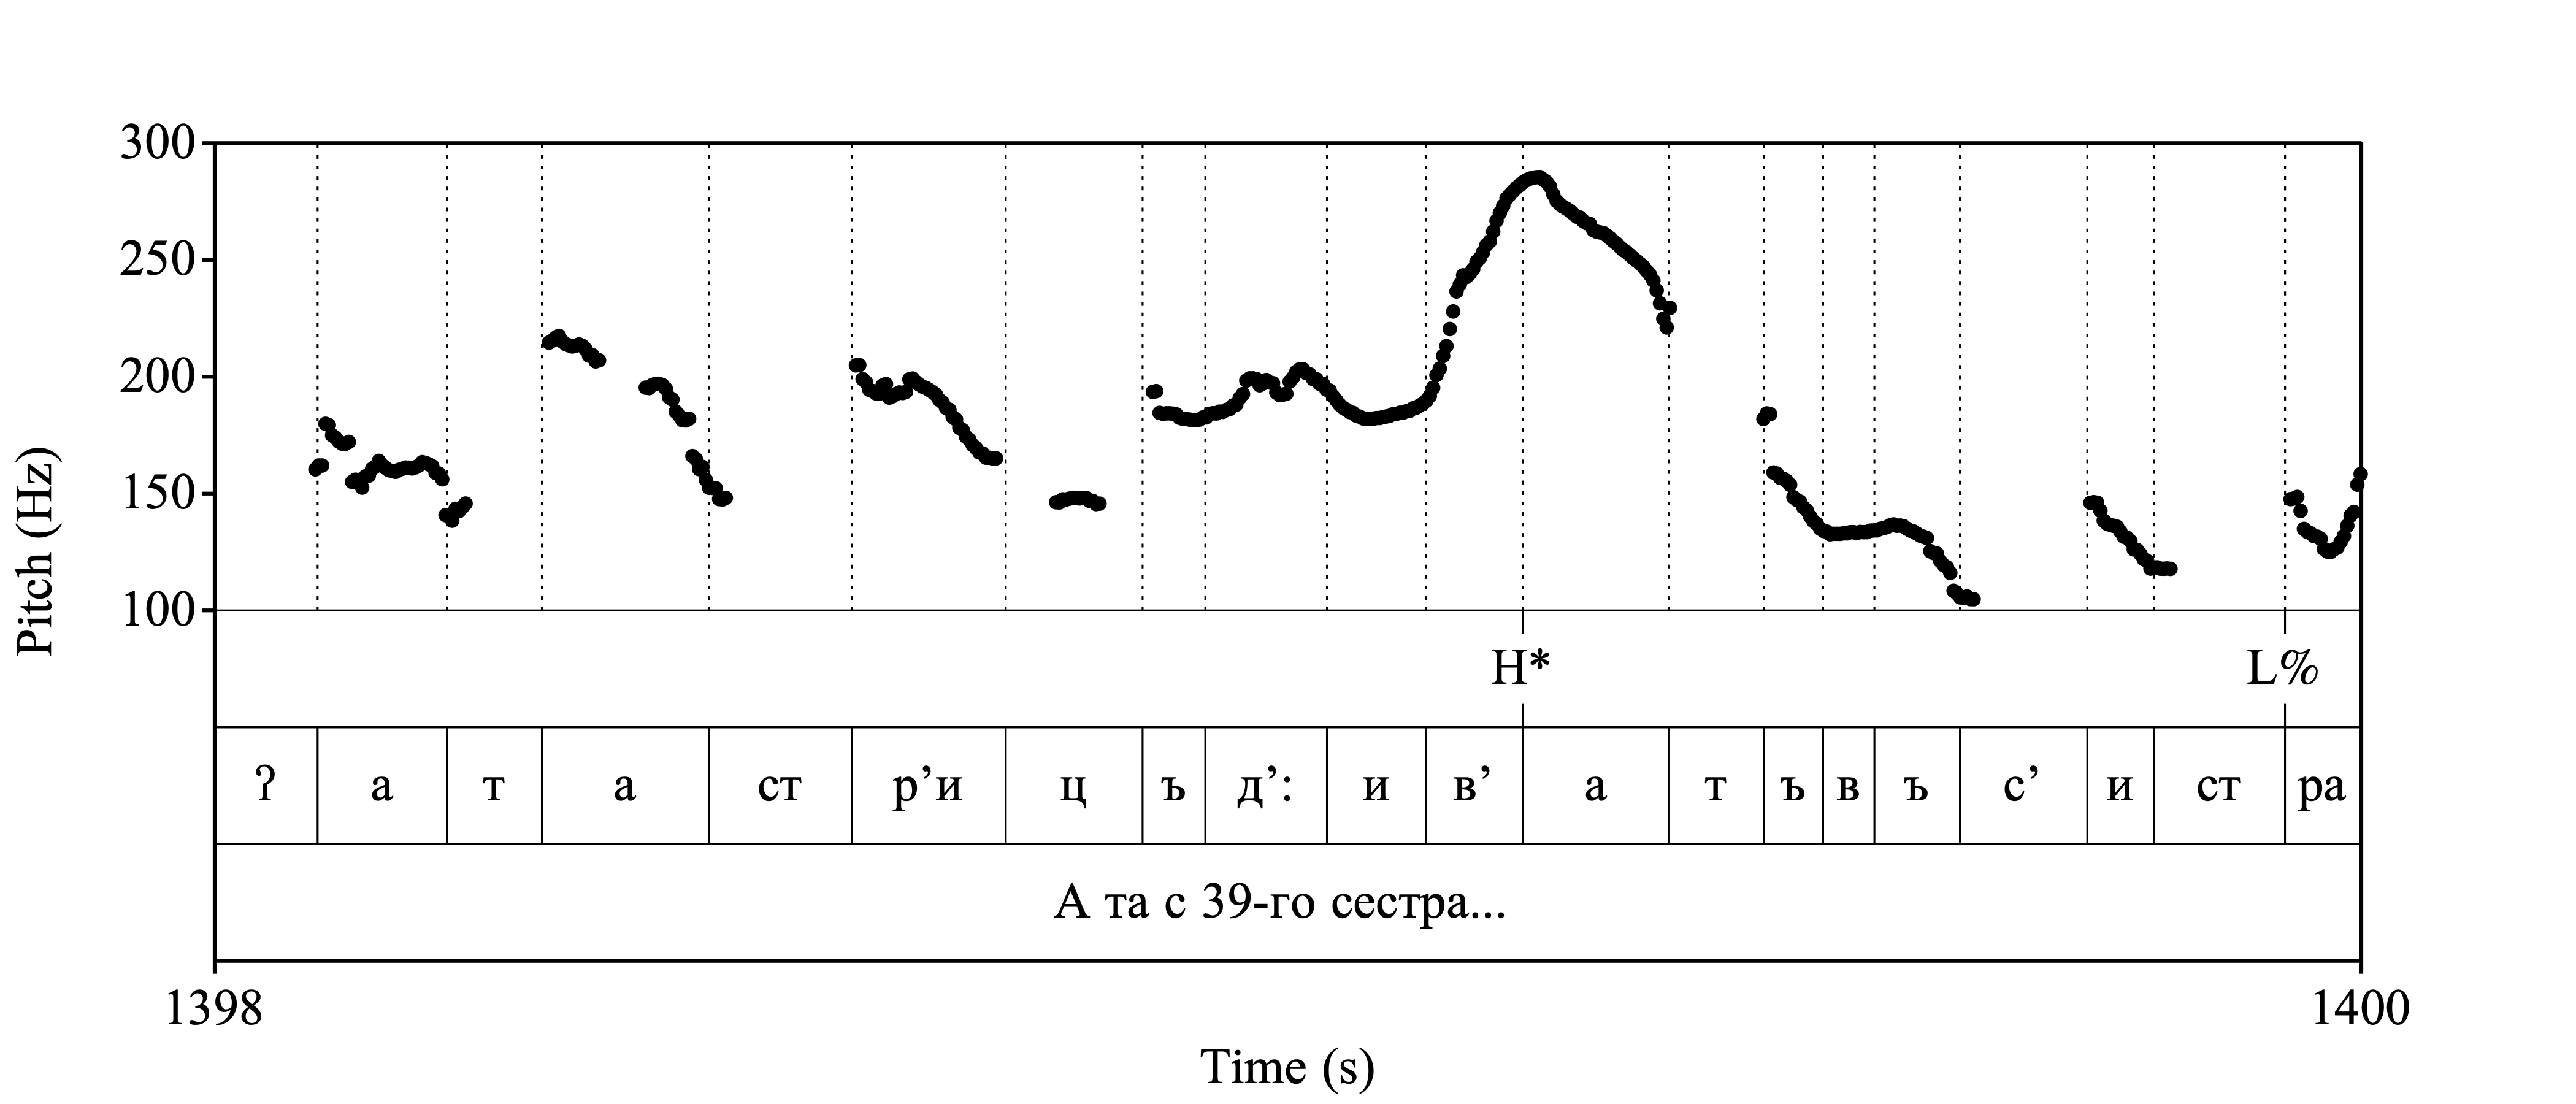 300
250
200
150
100
Pitch (Hz)
H* L%
ʔ а т а ст р’и ц ъ д’: и в’ а т ъ в ъ с’ и ст ра
А та с 39-го сестра...
1398 1400
Time (s)